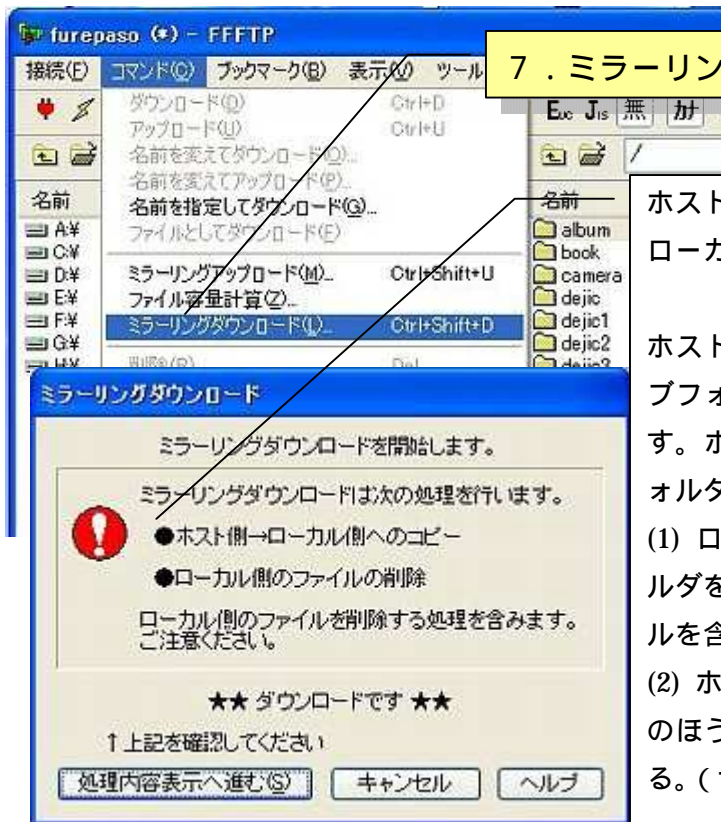 furepaso (*) - FFFTP
接続(F) コマンド(C) ブックマーク(B) 表示(V) ツール
7．ミラーリン
ダウンロード(D) Ctrl+D
アップロード(U) Ctrl+U
名前を変えてダウンロード(O)...
名前を変えてアップロード(P)...
名前を指定してダウンロード(G)...
ファイルとしてダウンロード(E)
ミラーリングアップロード(M)... Ctrl+Shift+U
ファイル容量計算(Z)...
ミラーリングダウンロード(L)... Ctrl+Shift+D
削除(R) Del
名前
A:¥
C:¥
D:¥
E:¥
F:¥
G:¥
H:¥
Euc Jis 無 カナ
/
名前
album
book
camera
dejic
dejic1
dejic2
dejic3
ホスト
ローカ
ホスト
ブフォ
す。ホ
ォルダ
(1) ロ
ルダを
ルを含
(2) ホ
のほう
る。(
ミラーリングダウンロード
ミラーリングダウンロードを開始します。
ミラーリングダウンロードは次の処理を行います。
●ホスト側→ローカル側へのコピー
●ローカル側のファイルの削除
ローカル側のファイルを削除する処理を含みます。
ご注意ください。
★★ ダウンロードです ★★
↑上記を確認してください
処理内容表示へ進む(S) キャンセル ヘルプ